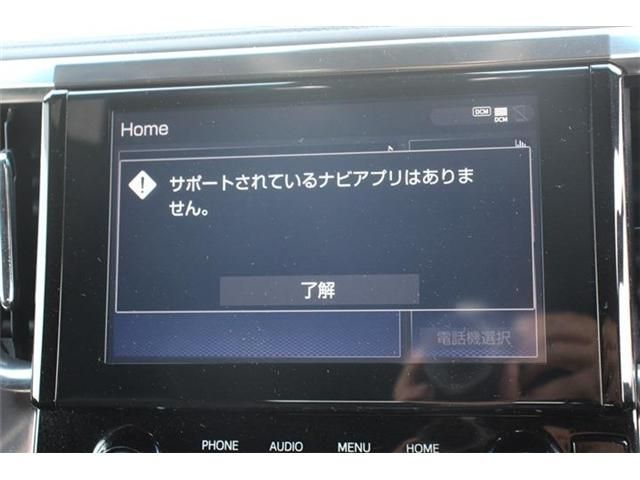 DCM
DCM
Home
サポートされているナビアプリはありま
せん。
了解
電話機選択
PHONE AUDIO MENU HOME